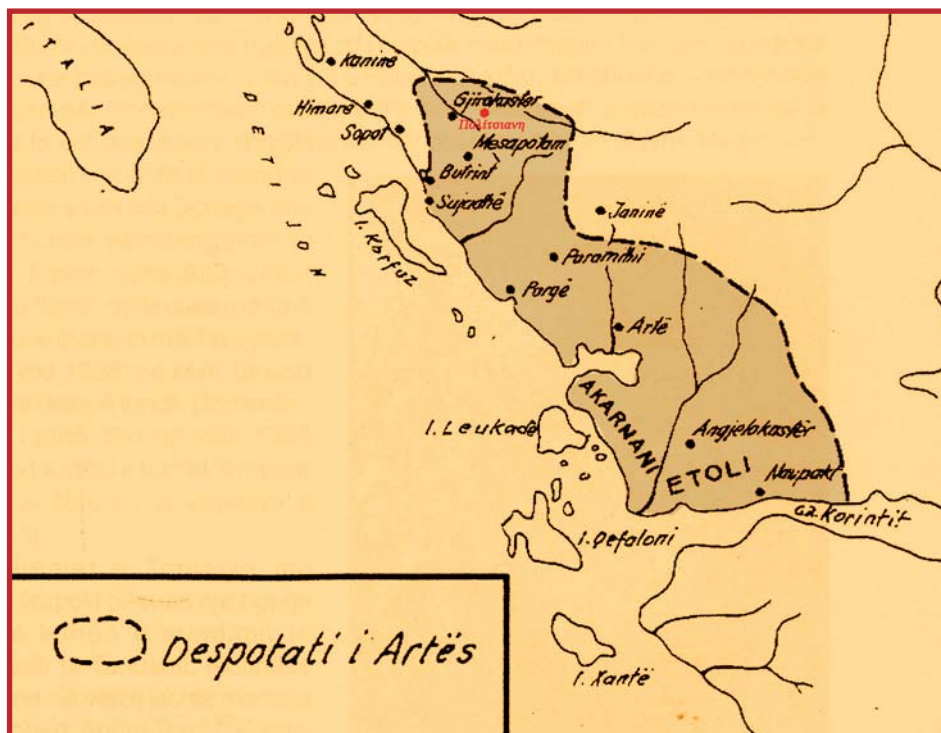 ITALIA
DETI JON
Kaninë
Himarë
Sopot
Gjirokastër
Πολίτσιανη
Mesapotam
Butrint
Sajadhë
I. Korfuz
Janinë
Paramithi
Pargë
Artë
AKARNANI
I. Leukadë
Angjelokastër
ETOLI
Naupakt
GJ. Korintit
I. Qefaloni
I. Xantë
Despotati i Artës